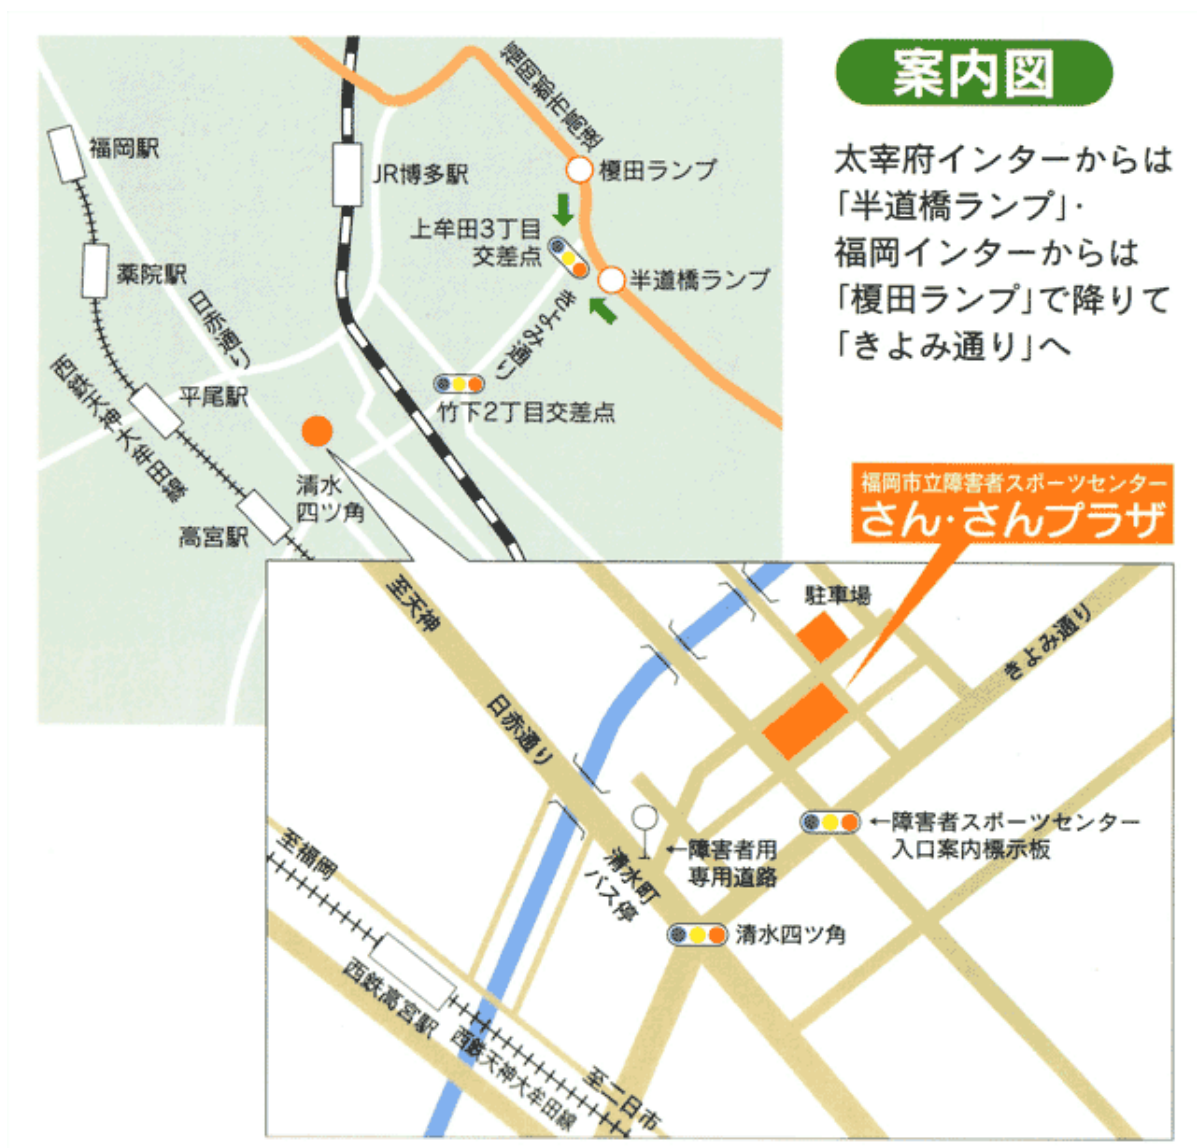 案内図
太宰府インターからは
「半道橋ランプ」・
福岡インターからは
「榎田ランプ」で降りて
「きよみ通り」へ
福岡都市高速
福岡駅
JR博多駅
榎田ランプ
上牟田3丁目
交差点
薬院駅
半道橋ランプ
日赤通り
きよみ通り
西鉄天神大牟田線
平尾駅
竹下2丁目交差点
清水
四ツ角
高宮駅
福岡市立障害者スポーツセンター
さん・さんプラザ
至天神
駐車場
きよみ通り
日赤通り
←障害者スポーツセンター
入口案内標示板
←障害者用
専用道路
清水町
バス停
至福岡
清水四ツ角
西鉄高宮駅
西鉄天神大牟田線
至二日市